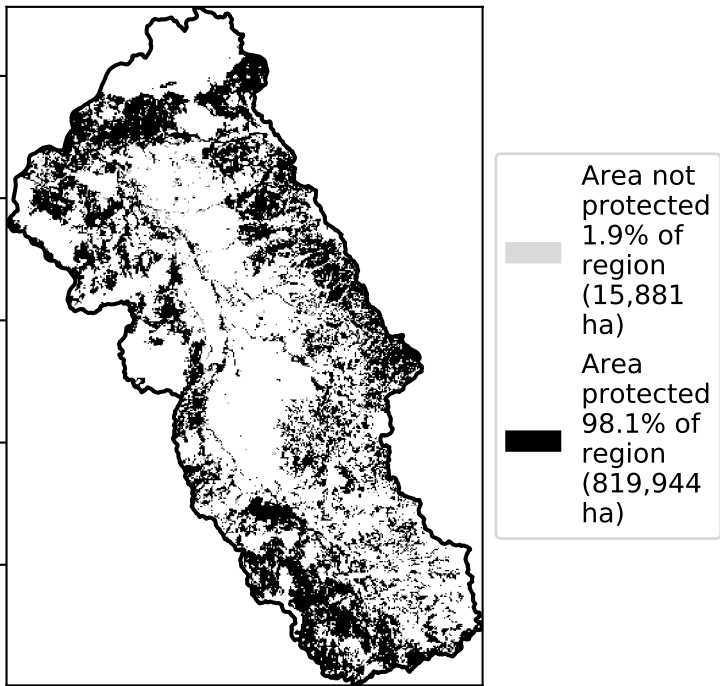 Area not
protected
1.9% of
region
(15,881
ha)
Area
protected
98.1% of
region
(819,944
ha)